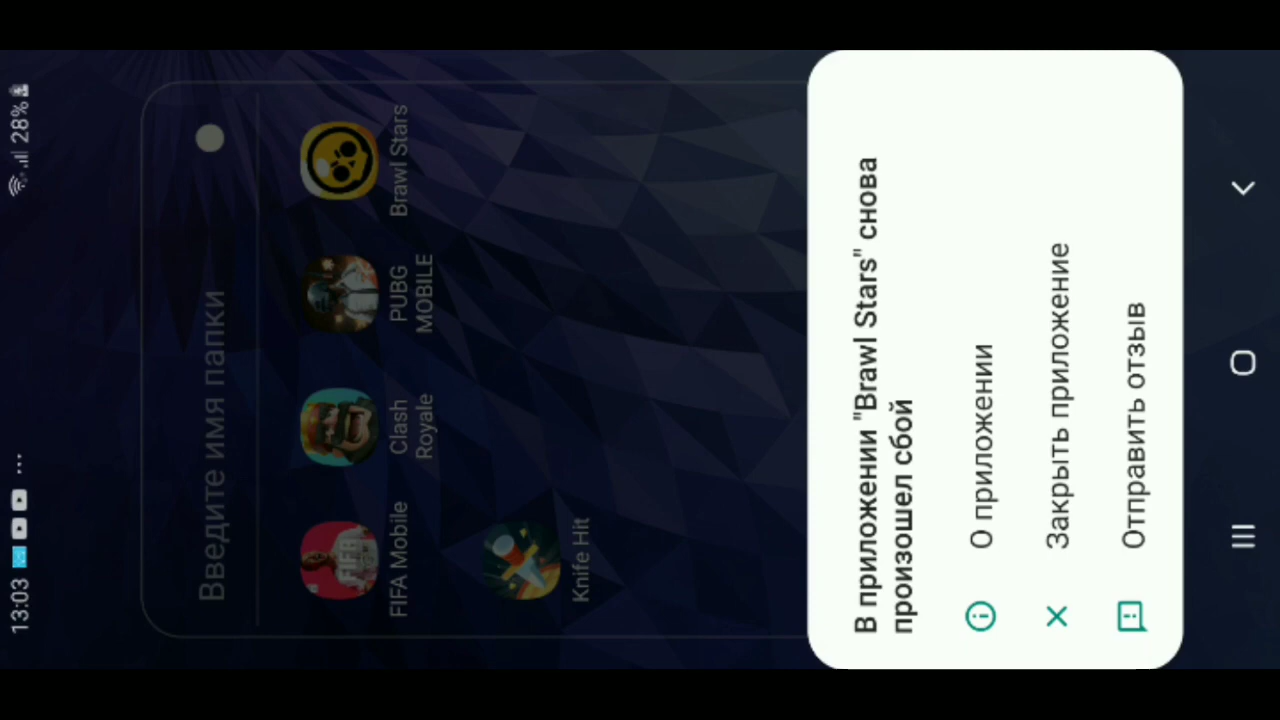 13:03 ... 28%
Введите имя папки
FIFA Mobile
Clash
Royale
PUBG
MOBILE
Brawl Stars
Knife Hit
В приложении "Brawl Stars" снова
произошел сбой
О приложении
Закрыть приложение
Отправить отзыв